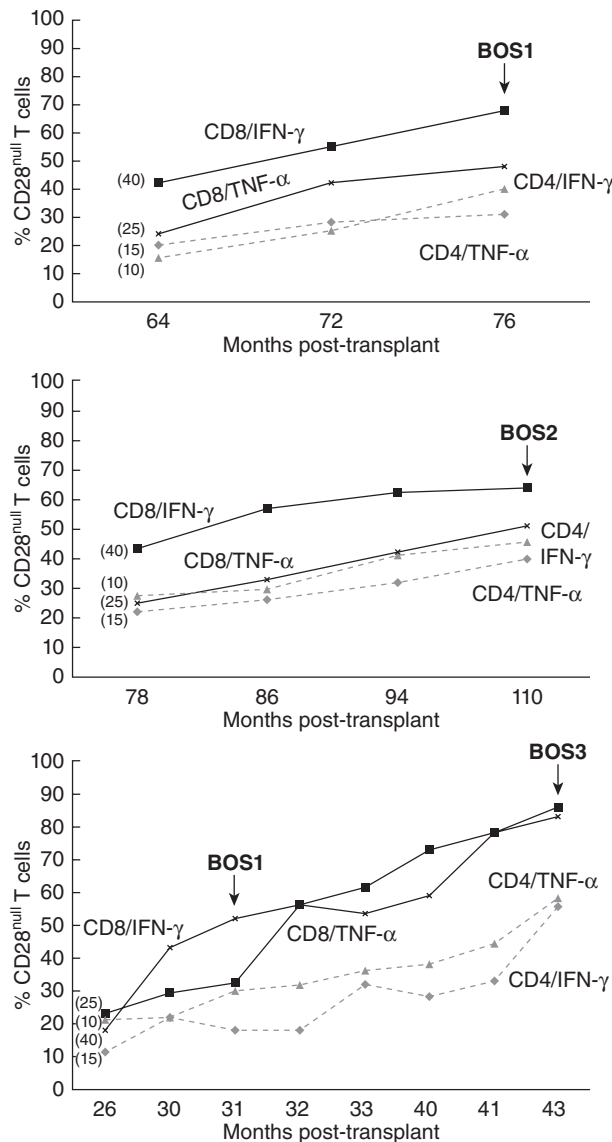 100
90
80
70
60
50
40
30
20
10
0
% CD28null T cells
BOS1
CD8/IFN-γ
CD8/TNF-α
CD4/IFN-γ
CD4/TNF-α
(40)
(25)
(15)
(10)
64 72 76
Months post-transplant
100
90
80
70
60
50
40
30
20
10
0
% CD28null T cells
BOS2
CD8/IFN-γ
CD8/TNF-α
CD4/
IFN-γ
CD4/TNF-α
(40)
(10)
(25)
(15)
78 86 94 110
Months post-transplant
100
90
80
70
60
50
40
30
20
10
0
% CD28null T cells
BOS3
BOS1
CD8/IFN-γ
CD8/TNF-α
CD4/TNF-α
CD4/IFN-γ
(25)
(10)
(40)
(15)
26 30 31 32 33 40 41 43
Months post-transplant